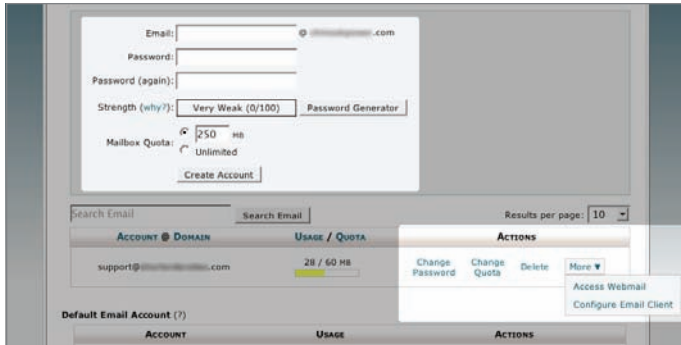 Email: @ .com
Password:
Password (again):
Strength (why?): Very Weak (0/100) Password Generator
Mailbox Quota: 250 MB
Unlimited
Create Account
Search Email Search Email Results per page: 10
ACCOUNT @ DOMAIN USAGE / QUOTA ACTIONS
support@ .com 28 / 60 MB Change Password Change Quota Delete More ▼
Access Webmail
Configure Email Client
Default Email Account (?)
ACCOUNT USAGE ACTIONS